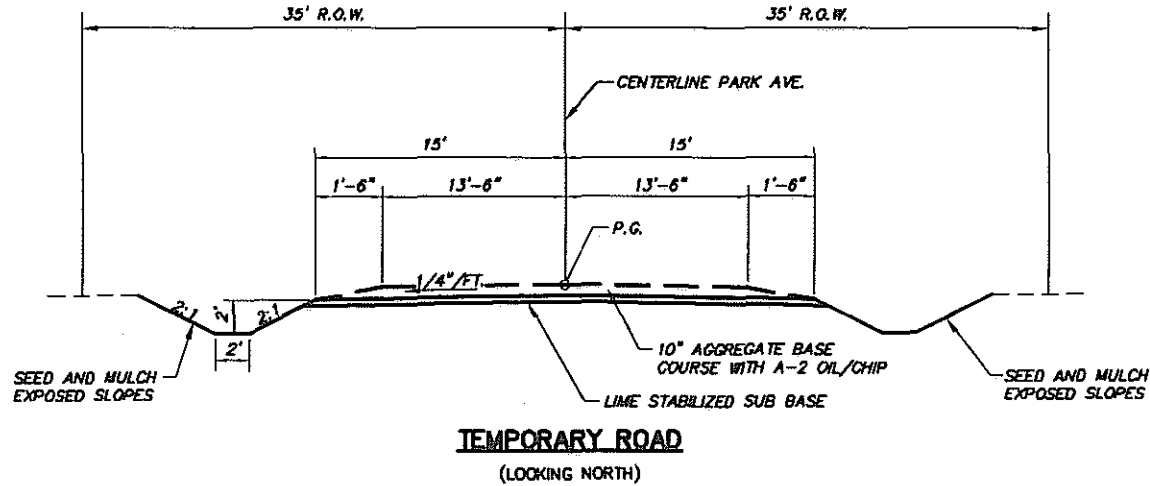 35' R.O.W.
35' R.O.W.
CENTERLINE PARK AVE.
15'
15'
1'-6"
13'-6"
13'-6"
1'-6"
P.G.
1/4"/FT
2:1
2'
2:1
2'
10" AGGREGATE BASE
COURSE WITH A-2 OIL/CHIP
SEED AND MULCH
EXPOSED SLOPES
SEED AND MULCH
EXPOSED SLOPES
LIME STABILIZED SUB BASE
TEMPORARY ROAD
(LOOKING NORTH)